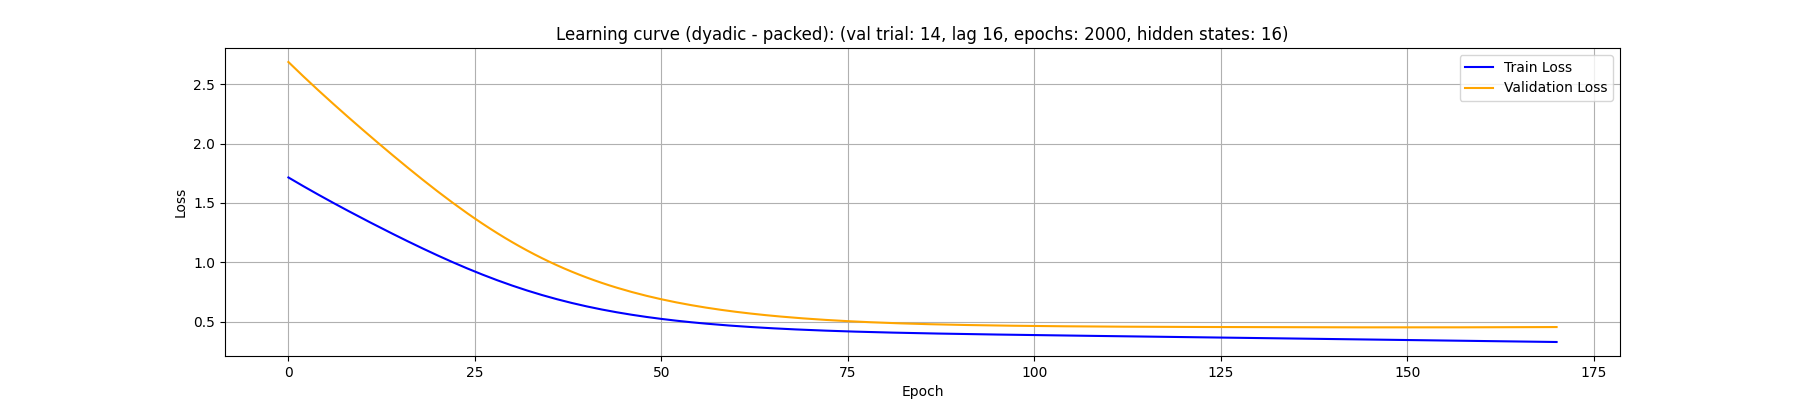 Learning curve (dyadic - packed): (val trial: 14, lag 16, epochs: 2000, hidden states: 16)
Train Loss
Validation Loss
2.5
2.0
1.5
1.0
0.5
Loss
0 25 50 75 100 125 150 175
Epoch